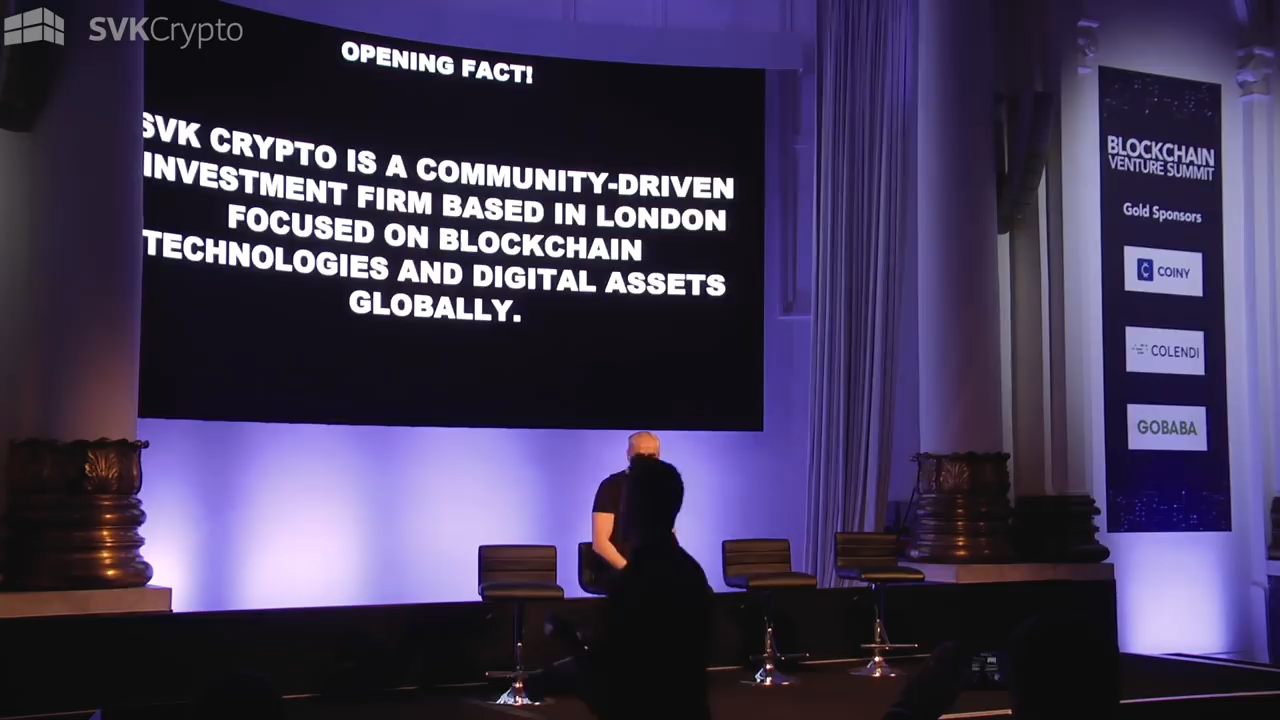 SVKCrypto
OPENING FACT!
SVK CRYPTO IS A COMMUNITY-DRIVEN
INVESTMENT FIRM BASED IN LONDON
FOCUSED ON BLOCKCHAIN
TECHNOLOGIES AND DIGITAL ASSETS
GLOBALLY.
BLOCKCHAIN
VENTURE SUMMIT
Gold Sponsors
C COINY
COLENDI
GOBABA